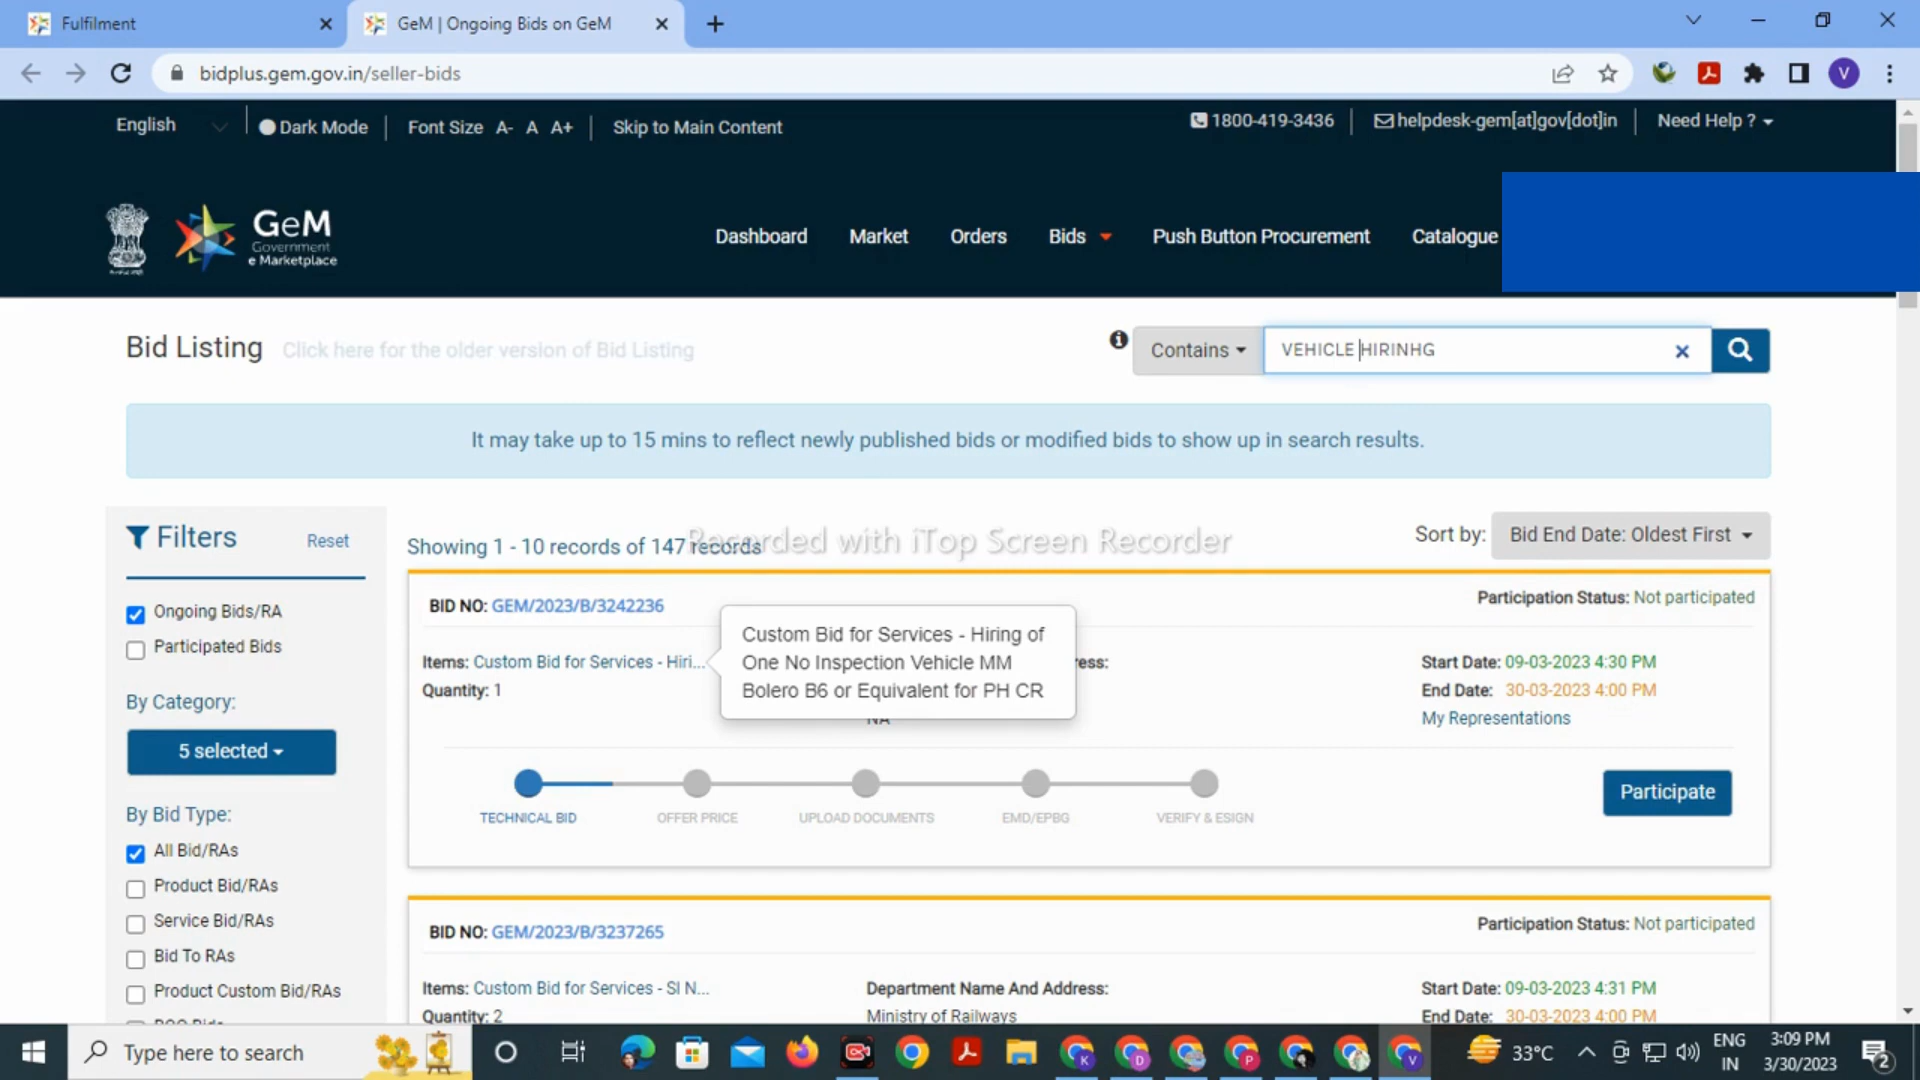 Fulfilment
GeM | Ongoing Bids on GeM
bidplus.gem.gov.in/seller-bids
V
English
Dark Mode
Font Size A- A A+
Skip to Main Content
1800-419-3436
helpdesk-gem[at]gov[dot]in
Need Help ?
GeM
Government
e Marketplace
Dashboard
Market
Orders
Bids
Push Button Procurement
Catalogue
Bid Listing
Click here for the older version of Bid Listing
Contains
VEHICLE HIRINHG
It may take up to 15 mins to reflect newly published bids or modified bids to show up in search results.
Filters
Reset
Ongoing Bids/RA
Participated Bids
By Category:
5 selected
By Bid Type:
All Bid/RAs
Product Bid/RAs
Service Bid/RAs
Bid To RAs
Product Custom Bid/RAs
Showing 1 - 10 records of 147 records
Recorded with iTop Screen Recorder
Sort by:
Bid End Date: Oldest First
BID NO: GEM/2023/B/3242236
Participation Status: Not participated
Items: Custom Bid for Services - Hiri...
Quantity: 1
Custom Bid for Services - Hiring of
One No Inspection Vehicle MM
Bolero B6 or Equivalent for PH CR
ress:
NA
Start Date: 09-03-2023 4:30 PM
End Date: 30-03-2023 4:00 PM
My Representations
TECHNICAL BID
OFFER PRICE
UPLOAD DOCUMENTS
EMD/EPBG
VERIFY & ESIGN
Participate
BID NO: GEM/2023/B/3237265
Participation Status: Not participated
Items: Custom Bid for Services - SI N...
Quantity: 2
Department Name And Address:
Ministry of Railways
Start Date: 09-03-2023 4:31 PM
End Date: 30-03-2023 4:00 PM
Type here to search
K
D
P
V
33°C
ENG
IN
3:09 PM
3/30/2023
2